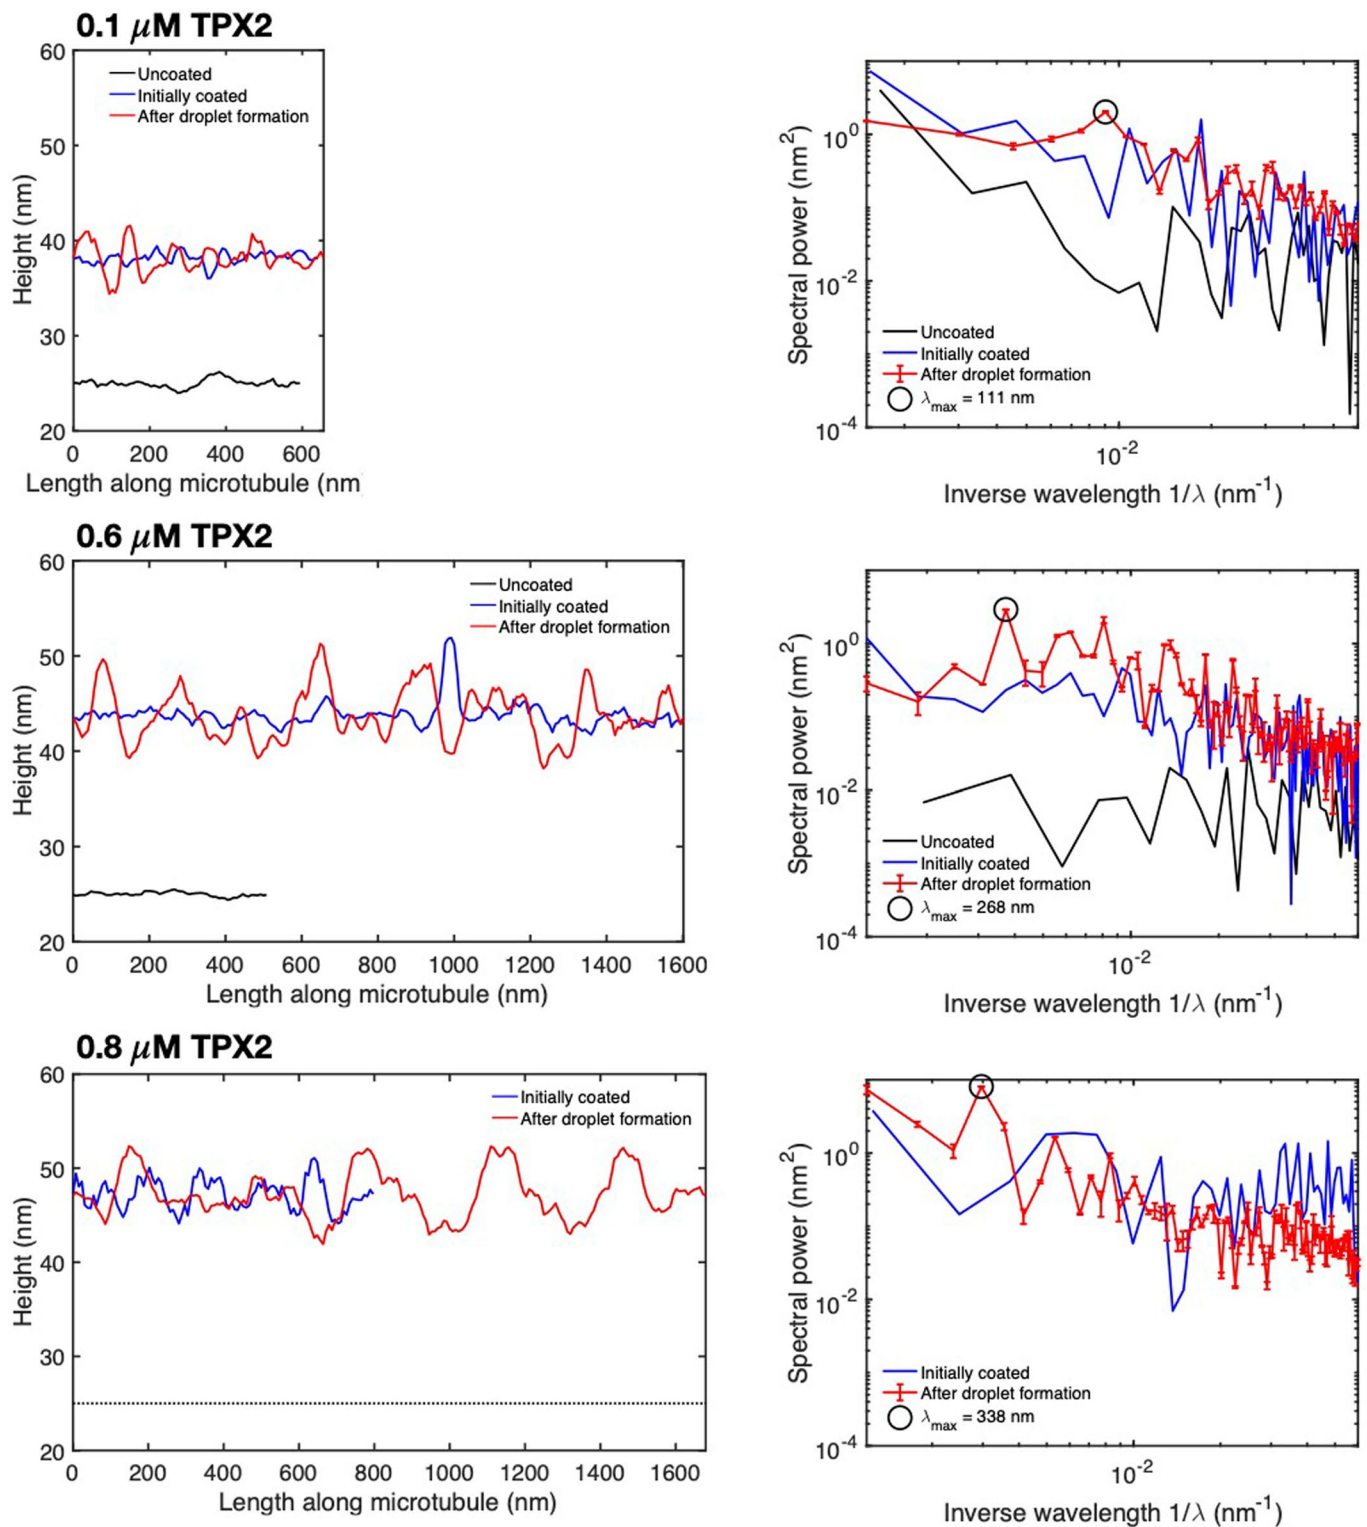 0.1 μM TPX2
60
50
40
30
20
Height (nm)
Uncoated
Initially coated
After droplet formation
0 200 400 600
Length along microtubule (nm
10^0
10^-2
10^-4
Spectral power (nm^2)
Uncoated
Initially coated
After droplet formation
λ_max = 111 nm
10^-2
Inverse wavelength 1/λ (nm^-1)
0.6 μM TPX2
60
50
40
30
20
Height (nm)
Uncoated
Initially coated
After droplet formation
0 200 400 600 800 1000 1200 1400 1600
Length along microtubule (nm)
10^0
10^-2
10^-4
Spectral power (nm^2)
Uncoated
Initially coated
After droplet formation
λ_max = 268 nm
10^-2
Inverse wavelength 1/λ (nm^-1)
0.8 μM TPX2
60
50
40
30
20
Height (nm)
Initially coated
After droplet formation
0 200 400 600 800 1000 1200 1400 1600
Length along microtubule (nm)
10^0
10^-2
10^-4
Spectral power (nm^2)
Initially coated
After droplet formation
λ_max = 338 nm
10^-2
Inverse wavelength 1/λ (nm^-1)